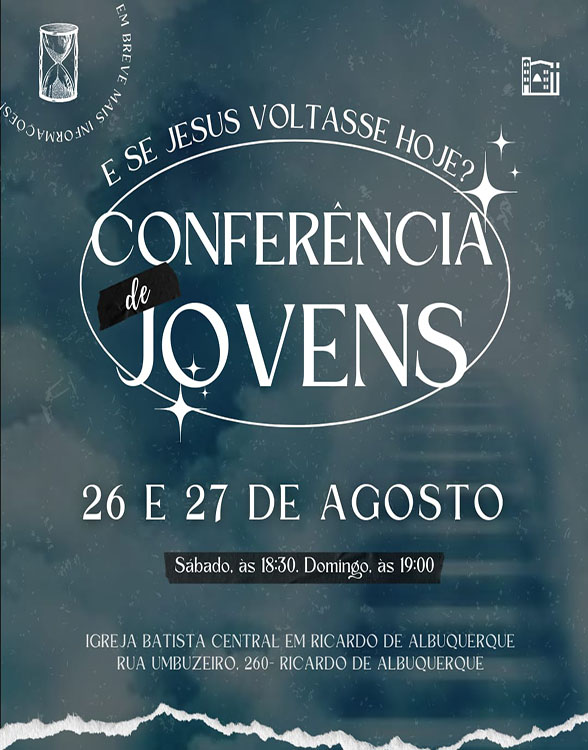 EM BREVE MAIS INFORMAÇÕES!
E SE JESUS VOLTASSE HOJE?
CONFERÊNCIA
de
JOVENS
26 E 27 DE AGOSTO
Sábado, às 18:30. Domingo, às 19:00
IGREJA BATISTA CENTRAL EM RICARDO DE ALBUQUERQUE
RUA UMBUZEIRO, 260- RICARDO DE ALBUQUERQUE